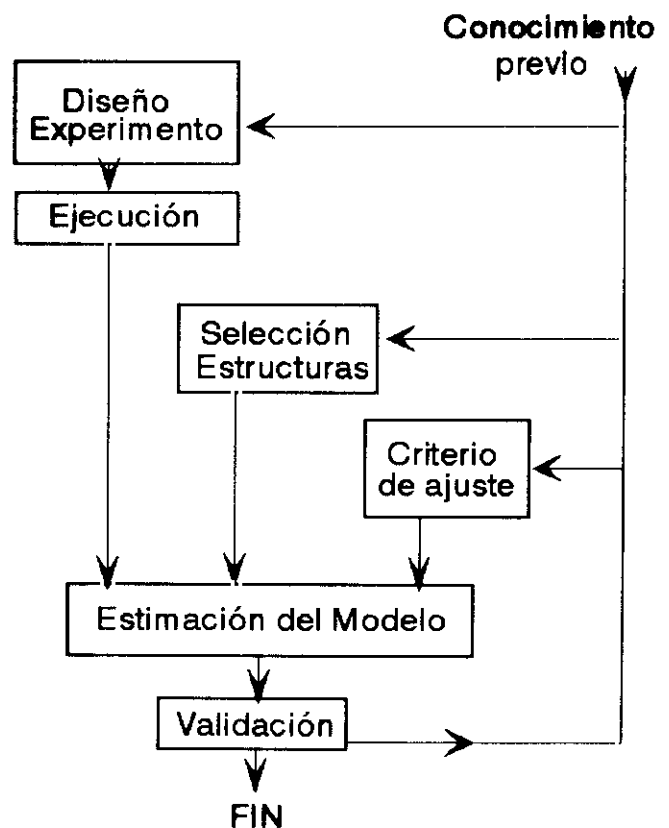 Conocimiento
previo
Diseño
Experimento
Ejecución
Selección
Estructuras
Criterio
de ajuste
Estimación del Modelo
Validación
FIN